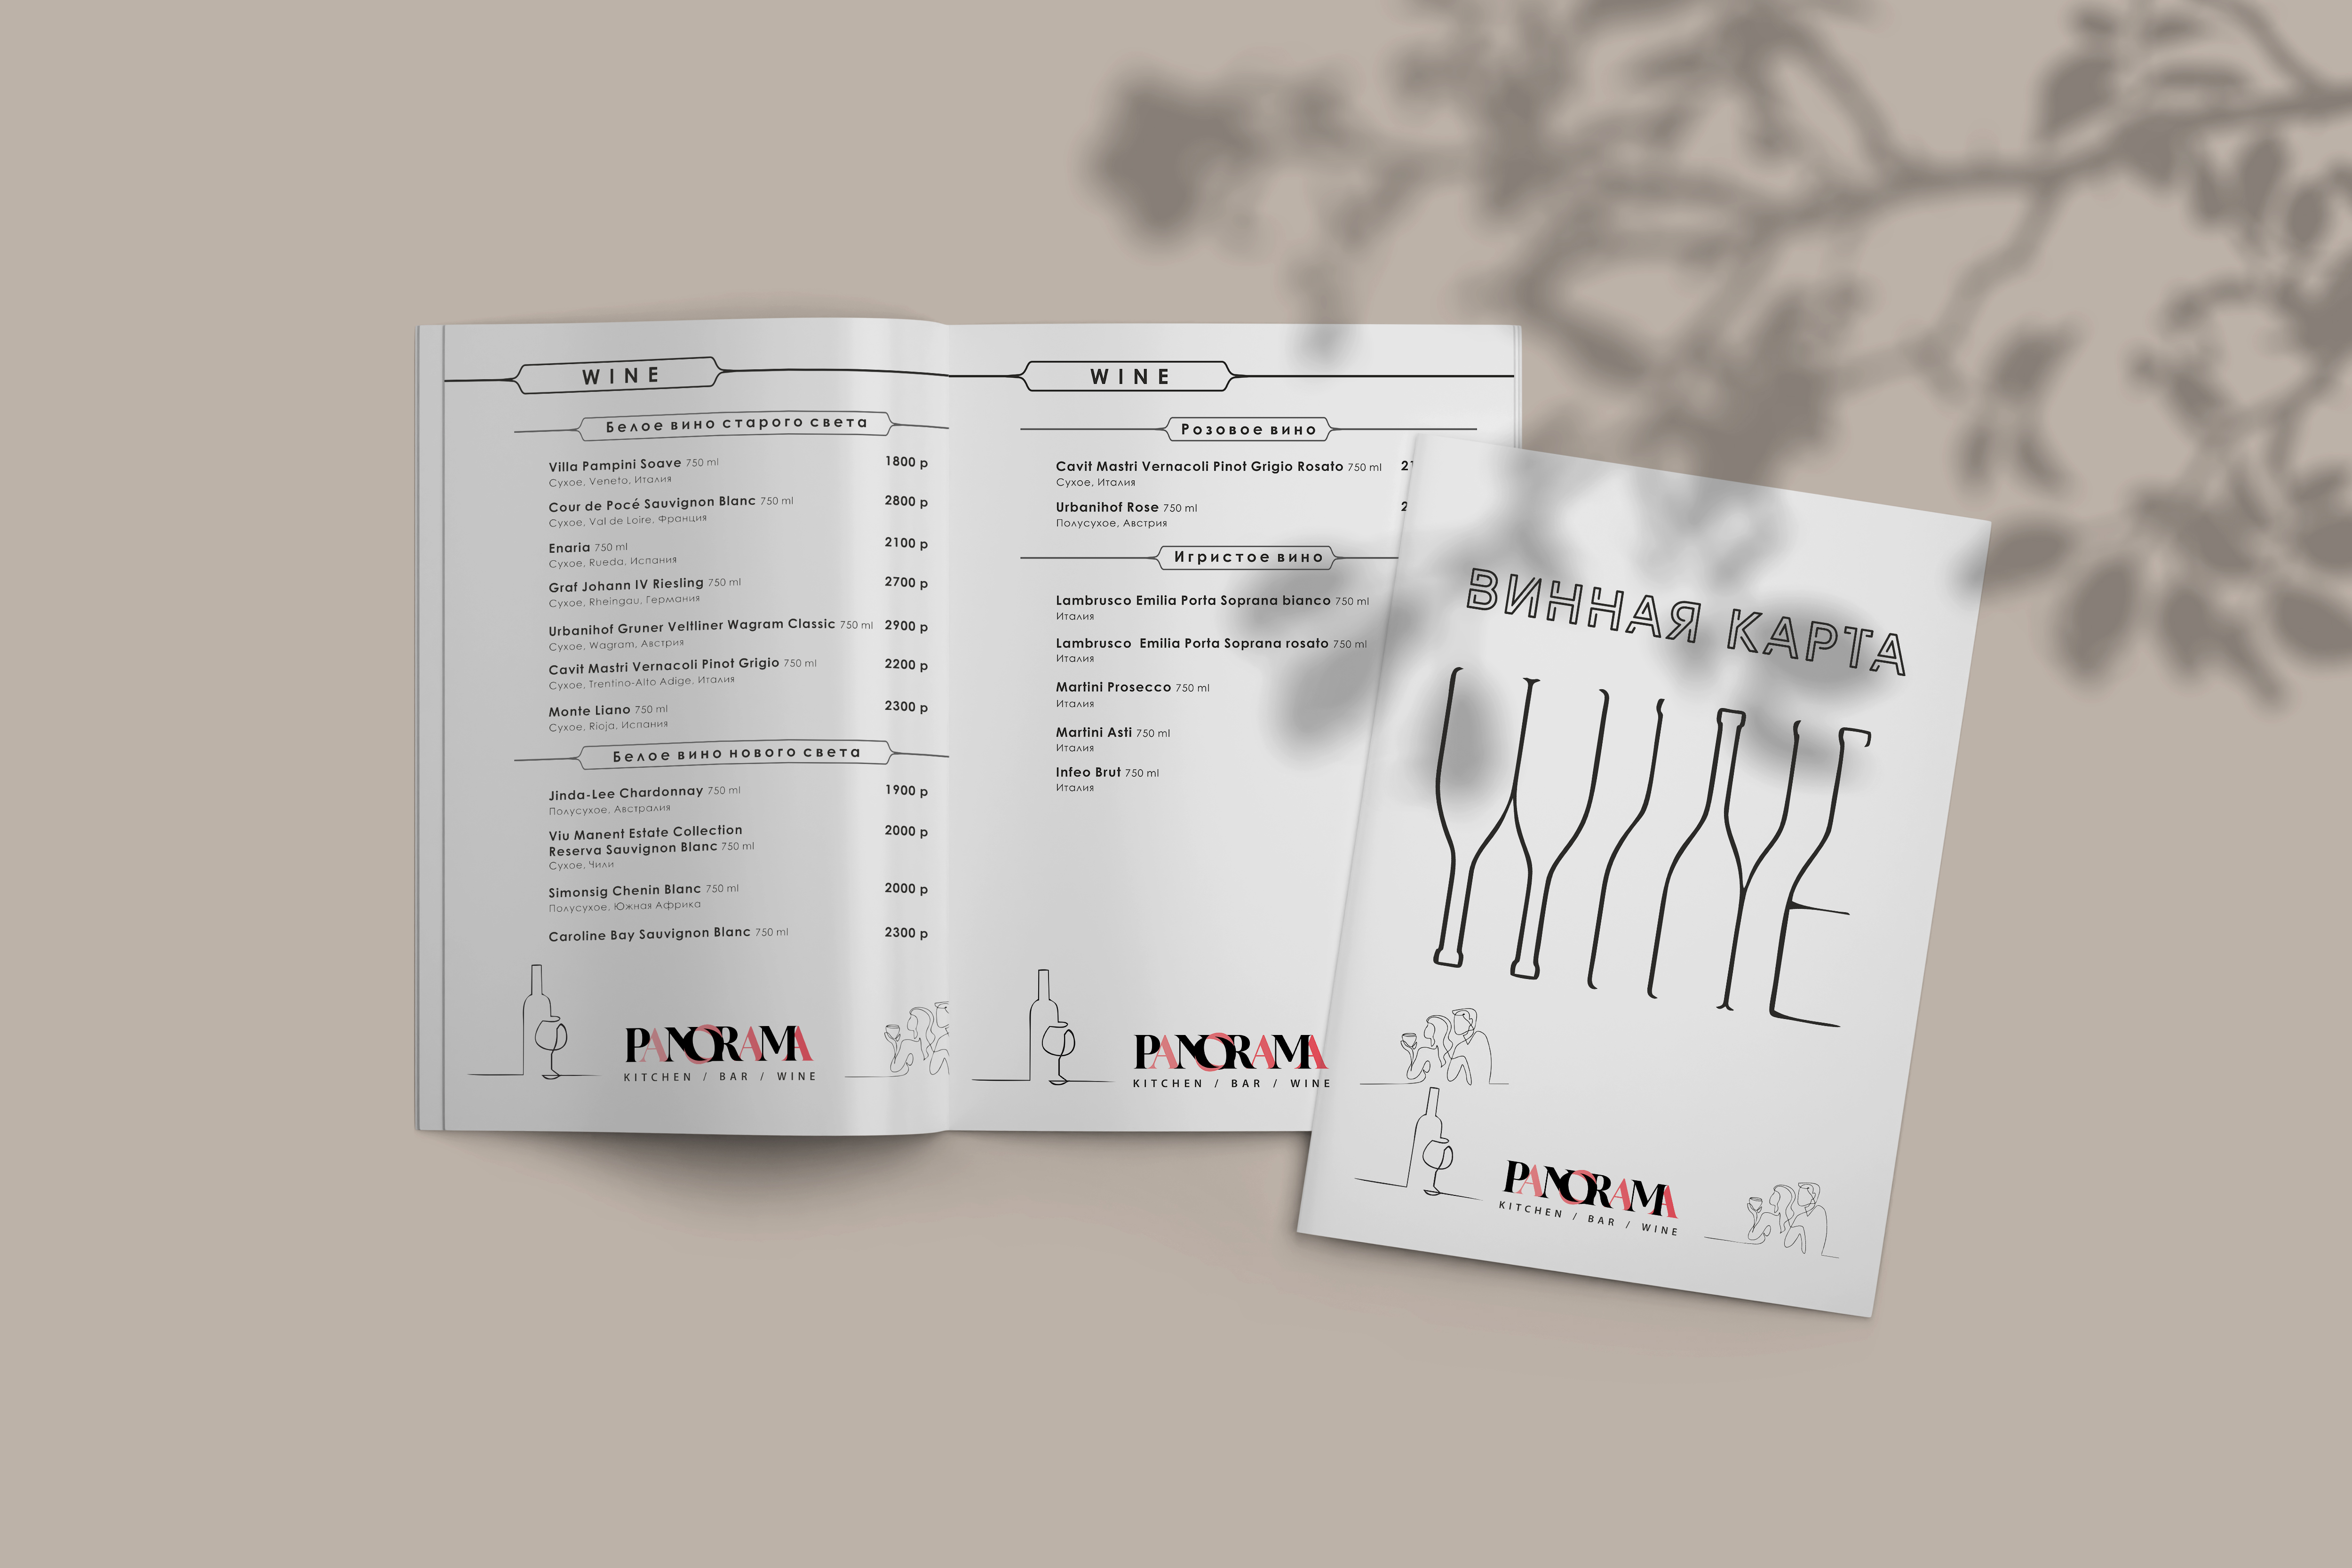 WINE
Белое вино старого света
Villa Pampini Soave 750 ml 1800 р
Сухое, Veneto, Италия
Cour de Pocé Sauvignon Blanc 750 ml 2800 р
Сухое, Val de Loire, Франция
Enaria 750 ml 2100 р
Сухое, Rueda, Испания
Graf Johann IV Riesling 750 ml 2700 р
Сухое, Rheingau, Германия
Urbanihof Gruner Veltliner Wagram Classic 750 ml 2900 р
Сухое, Wagram, Австрия
Cavit Mastri Vernacoli Pinot Grigio 750 ml 2200 р
Сухое, Trentino-Alto Adige, Италия
Monte Liano 750 ml 2300 р
Сухое, Rioja, Испания
Белое вино нового света
Jinda-Lee Chardonnay 750 ml 1900 р
Полусухое, Австралия
Viu Manent Estate Collection 2000 р
Reserva Sauvignon Blanc 750 ml
Сухое, Чили
Simonsig Chenin Blanc 750 ml 2000 р
Полусухое, Южная Африка
Caroline Bay Sauvignon Blanc 750 ml 2300 р
PANORAMA
KITCHEN / BAR / WINE
WINE
Розовое вино
Cavit Mastri Vernacoli Pinot Grigio Rosato 750 ml
Сухое, Италия
Urbanihof Rose 750 ml
Полусухое, Австрия
Игристое вино
Lambrusco Emilia Porta Soprana bianco 750 ml
Италия
Lambrusco Emilia Porta Soprana rosato 750 ml
Италия
Martini Prosecco 750 ml
Италия
Martini Asti 750 ml
Италия
Infeo Brut 750 ml
Италия
PANORAMA
KITCHEN / BAR / WINE
ВИННАЯ КАРТА
WINE
PANORAMA
KITCHEN / BAR / WINE